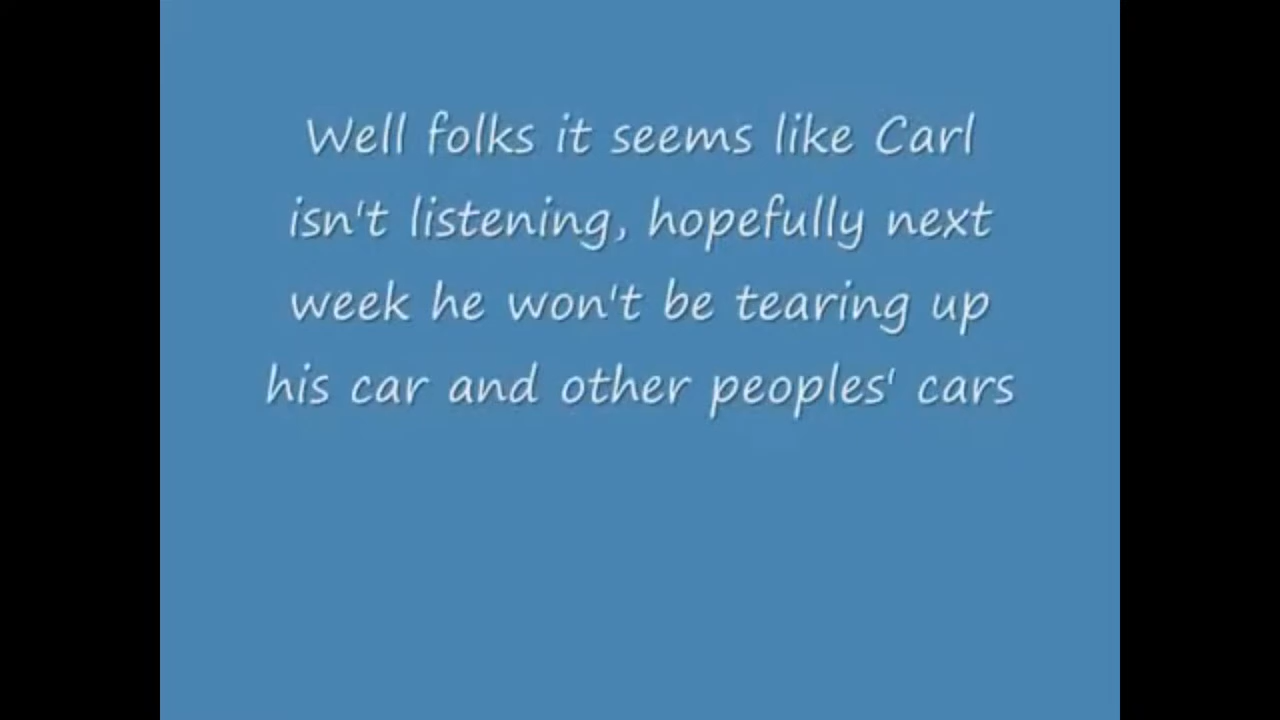 Well folks it seems like Carl
isn't listening, hopefully next
week he won't be tearing up
his car and other peoples' cars